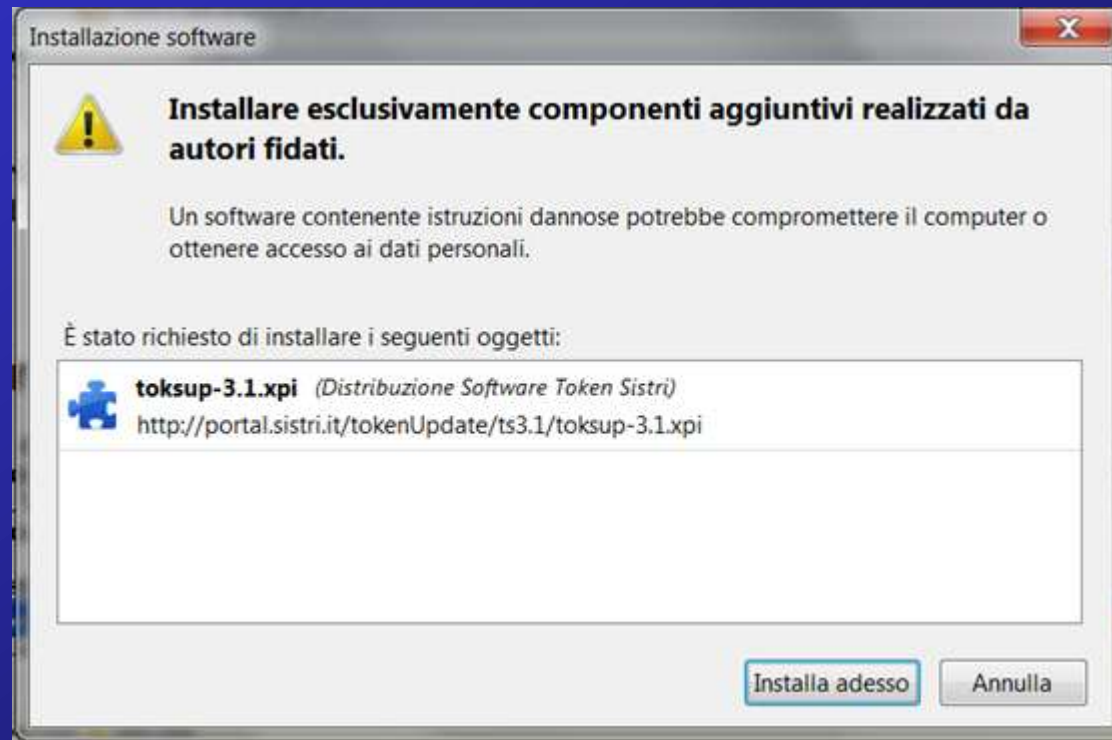 Installazione software
Installare esclusivamente componenti aggiuntivi realizzati da
autori fidati.
Un software contenente istruzioni dannose potrebbe compromettere il computer o
ottenere accesso ai dati personali.
È stato richiesto di installare i seguenti oggetti:
toksup-3.1.xpi (Distribuzione Software Token Sistri)
http://portal.sistri.it/tokenUpdate/ts3.1/toksup-3.1.xpi
Installa adesso Annulla